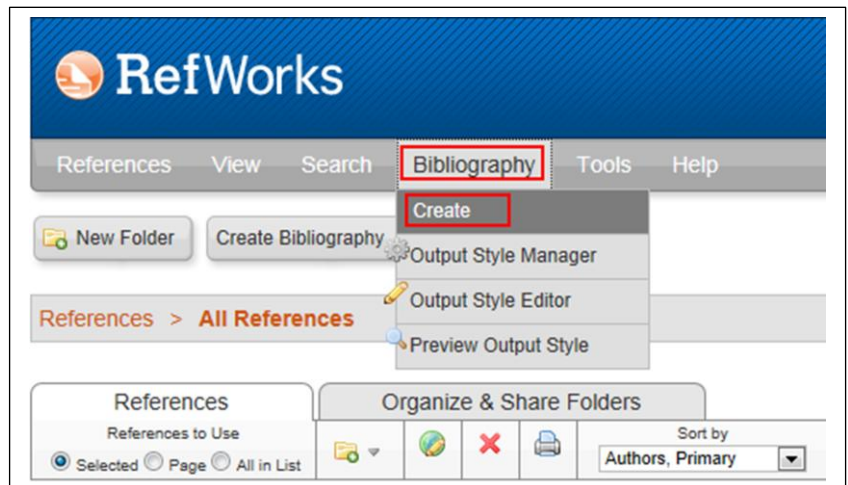 RefWorks
References View Search Bibliography Tools Help
Create
New Folder Create Bibliography
Output Style Manager
Output Style Editor
References > All References
Preview Output Style
References Organize & Share Folders
References to Use Sort by
Selected Page All in List Authors, Primary